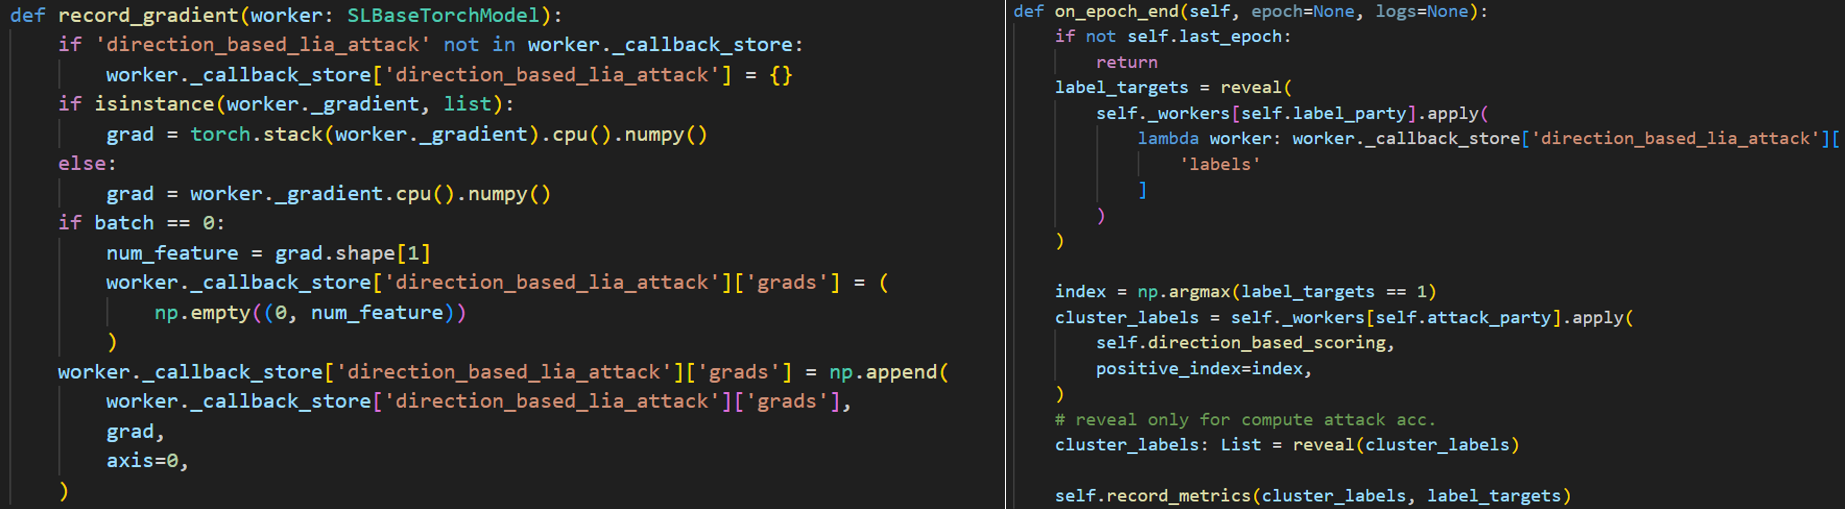 def record_gradient(worker: SLBaseTorchModel):
    if 'direction_based_lia_attack' not in worker._callback_store:
        worker._callback_store['direction_based_lia_attack'] = {}
    if isinstance(worker._gradient, list):
        grad = torch.stack(worker._gradient).cpu().numpy()
    else:
        grad = worker._gradient.cpu().numpy()
    if batch == 0:
        num_feature = grad.shape[1]
        worker._callback_store['direction_based_lia_attack']['grads'] = (
            np.empty((0, num_feature))
        )
    worker._callback_store['direction_based_lia_attack']['grads'] = np.append(
        worker._callback_store['direction_based_lia_attack']['grads'],
        grad,
        axis=0,
    )
def on_epoch_end(self, epoch=None, logs=None):
    if not self.last_epoch:
        return
    label_targets = reveal(
        self._workers[self.label_party].apply(
            lambda worker: worker._callback_store['direction_based_lia_attack'][
                'labels'
            ]
        )
    )
    index = np.argmax(label_targets == 1)
    cluster_labels = self._workers[self.attack_party].apply(
        self.direction_based_scoring,
        positive_index=index,
    )
    # reveal only for compute attack acc.
    cluster_labels: List = reveal(cluster_labels)
    self.record_metrics(cluster_labels, label_targets)